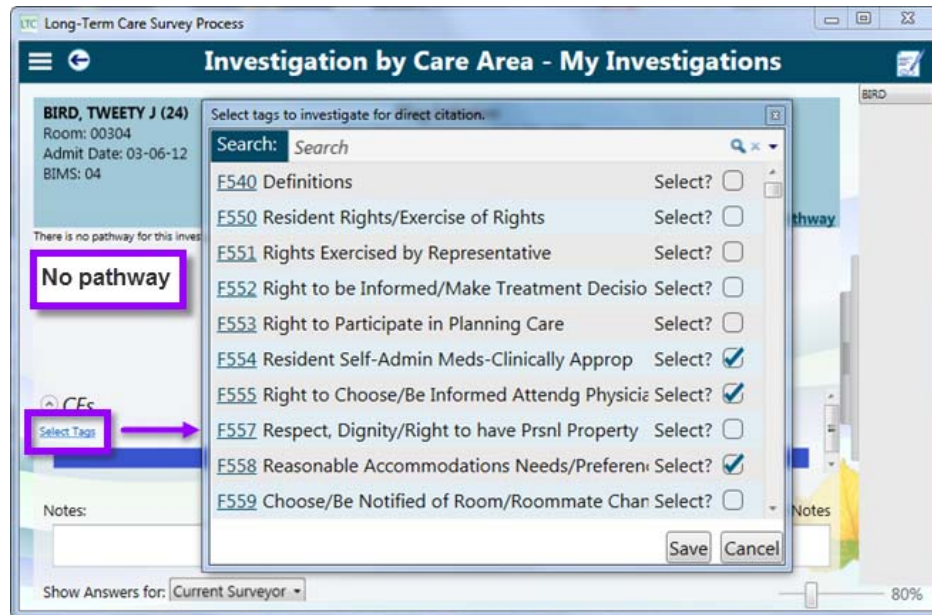 LTC Long-Term Care Survey Process
Investigation by Care Area - My Investigations
BIRD
BIRD, TWEETY J (24)
Room: 00304
Admit Date: 03-06-12
BIMS: 04
thway
There is no pathway for this inves
No pathway
CEs
Select Tags
Select tags to investigate for direct citation.
Search: Search
F540 Definitions Select?
F550 Resident Rights/Exercise of Rights Select?
F551 Rights Exercised by Representative Select?
F552 Right to be Informed/Make Treatment Decisio Select?
F553 Right to Participate in Planning Care Select?
F554 Resident Self-Admin Meds-Clinically Approp Select?
F555 Right to Choose/Be Informed Attendg Physicia Select?
F557 Respect, Dignity/Right to have Prsnl Property Select?
F558 Reasonable Accommodations Needs/Preferen Select?
F559 Choose/Be Notified of Room/Roommate Chan Select?
Save Cancel
Notes: Notes
Show Answers for: Current Surveyor 80%